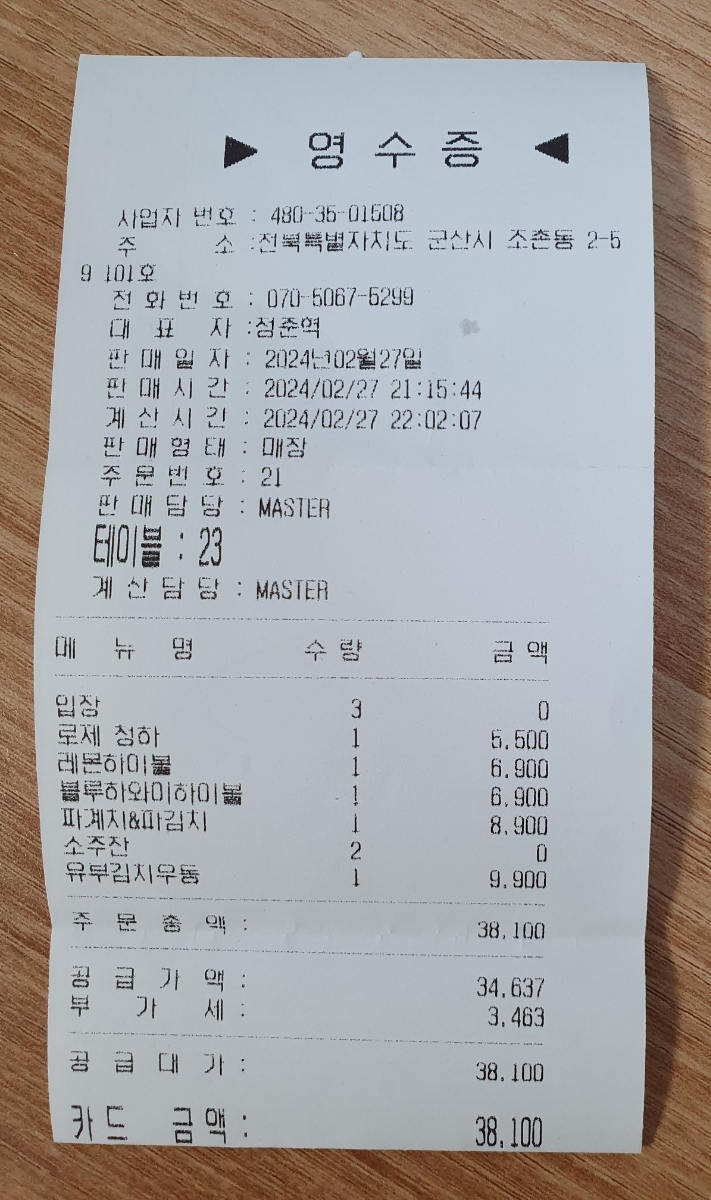 ▶ 영 수 증 ◀
사업자 번호 : 480-35-01508
주 소 :전북특별자치도 군산시 조촌동 2-5
9 101호
전 화 번 호 : 070-5067-5299
대 표 자 :정준혁
판 매 일 자 : 2024년02월27일
판 매 시 간 : 2024/02/27 21:15:44
계 산 시 간 : 2024/02/27 22:02:07
판 매 형 태 : 매장
주 문 번 호 : 21
판 매 담 당 : MASTER
테이블 : 23
계 산 담 당 : MASTER
메 뉴 명 수 량 금 액
입장 3 0
로제 청하 1 5,500
레몬하이볼 1 6,900
블루하와이하이볼 1 6,900
파계치&파김치 1 8,900
소주잔 2 0
유부김치우동 1 9,900
주 문 총 액 : 38,100
공 급 가 액 : 34,637
부 가 세 : 3,463
공 급 대 가 : 38,100
카드 금액 : 38,100